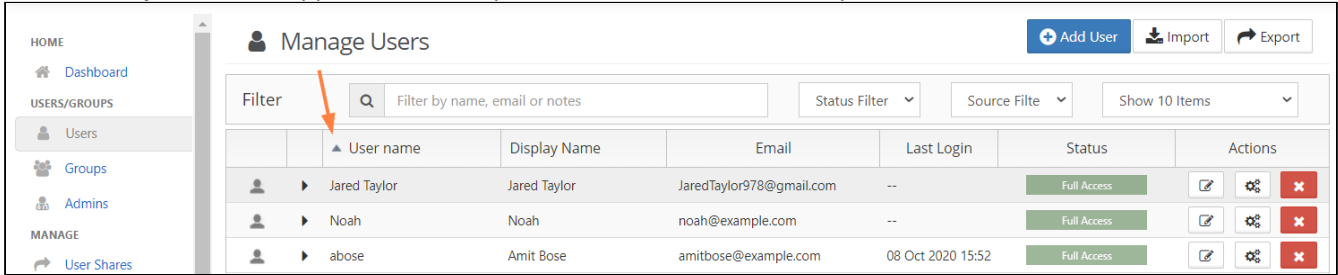 HOME
Dashboard
USERS/GROUPS
Users
Groups
Admins
MANAGE
User Shares
Manage Users
Add User Import Export
Filter Filter by name, email or notes Status Filter Source Filte Show 10 Items
User name Display Name Email Last Login Status Actions
Jared Taylor Jared Taylor JaredTaylor978@gmail.com -- Full Access
Noah Noah noah@example.com -- Full Access
abose Amit Bose amitbose@example.com 08 Oct 2020 15:52 Full Access